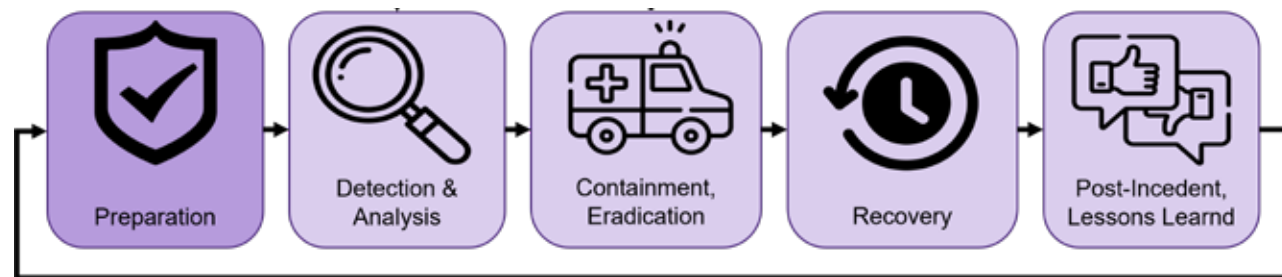 Preparation
Detection &
Analysis
Containment,
Eradication
Recovery
Post-Incedent,
Lessons Learnd